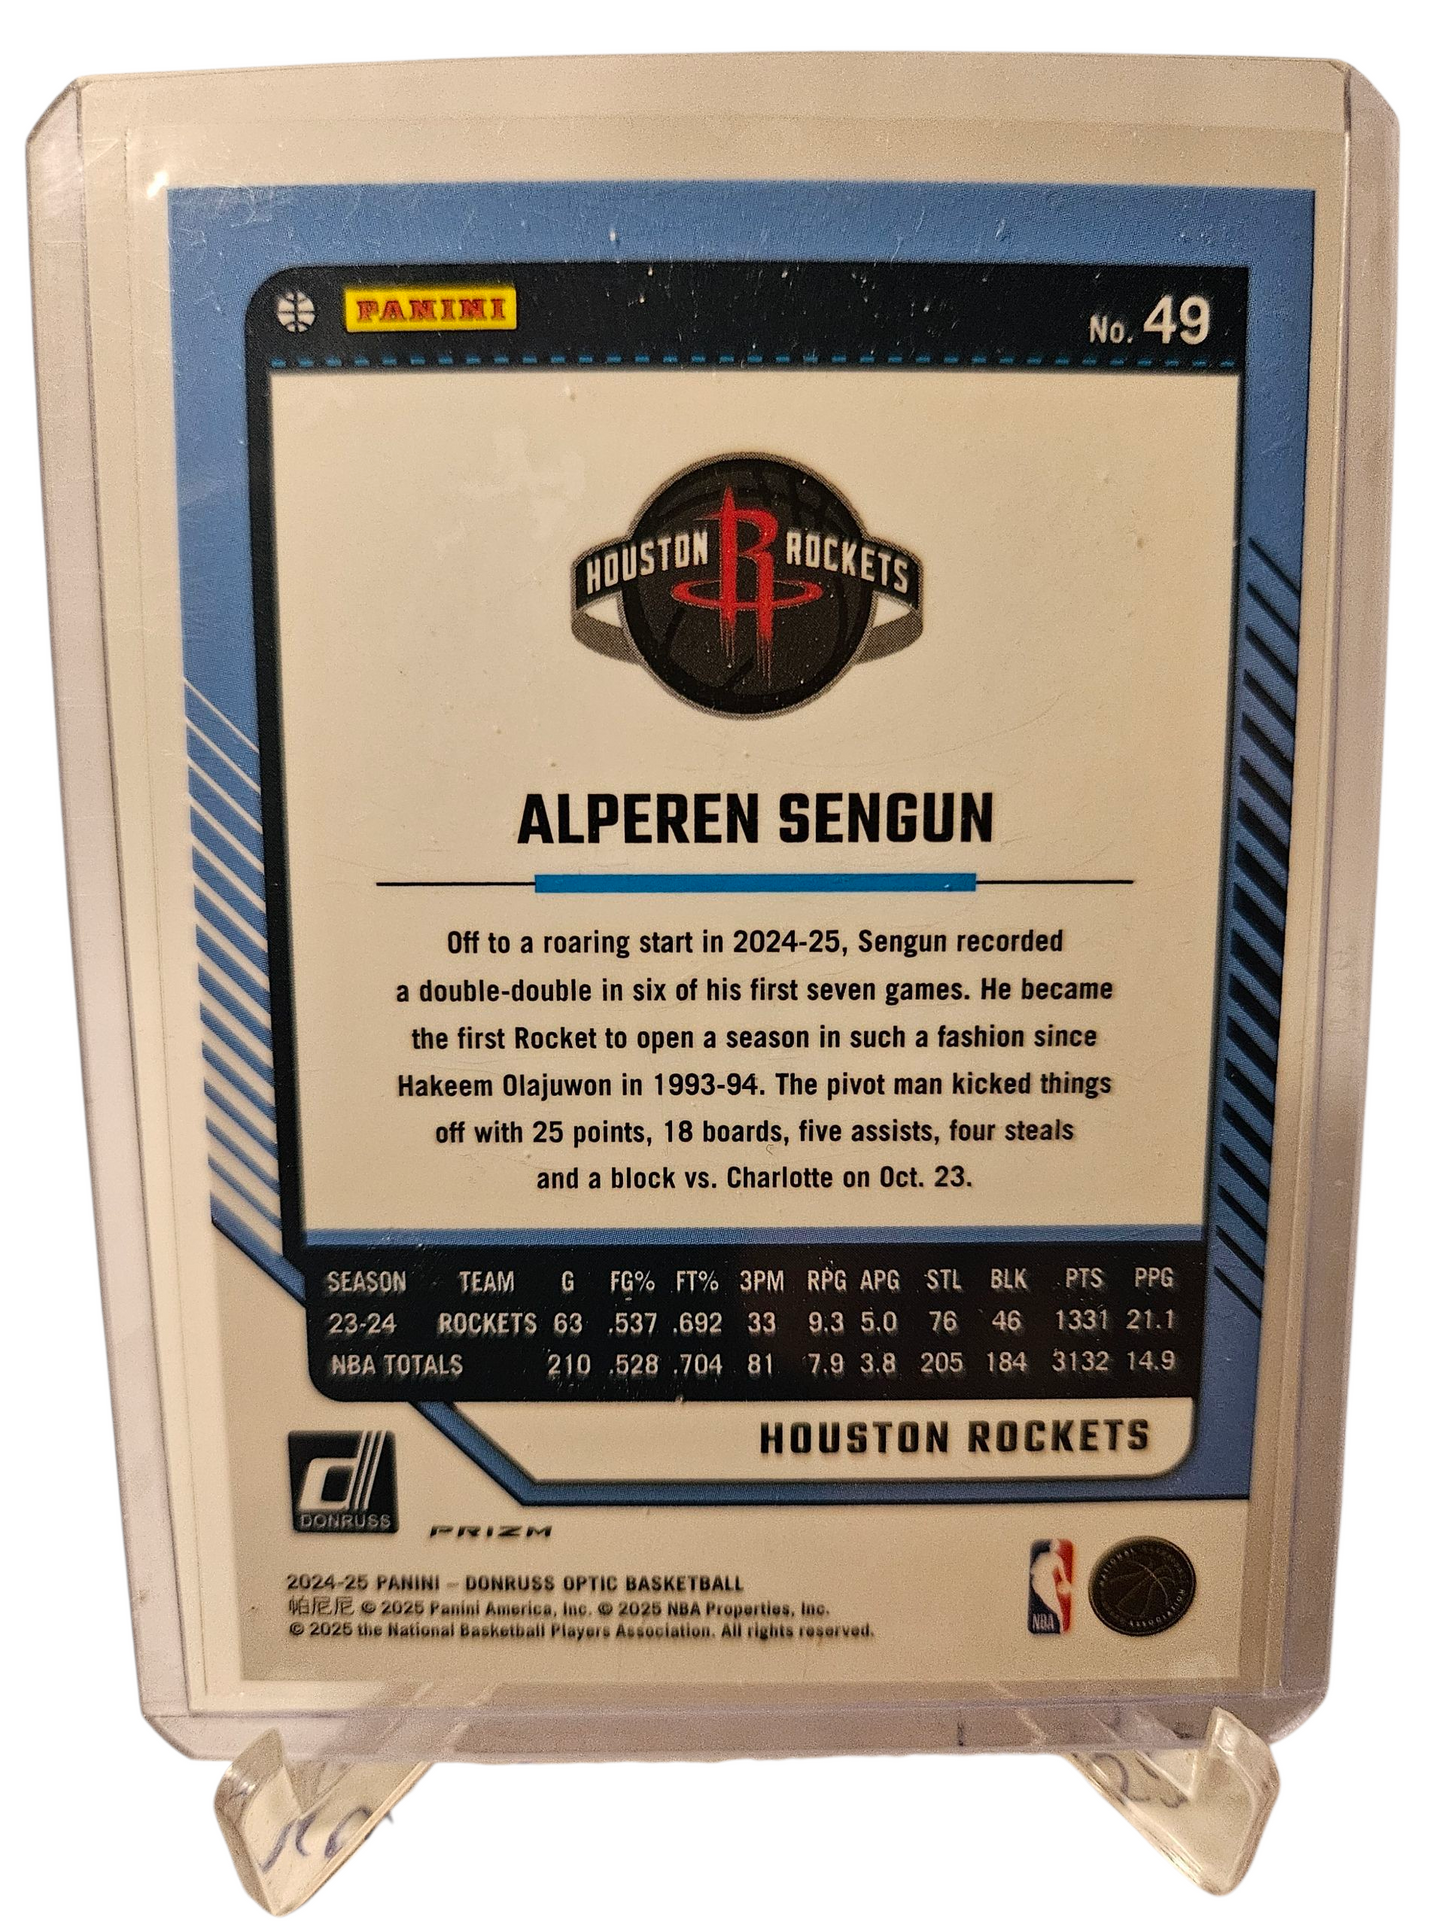 PANINI
No. 49
HOUSTON ROCKETS
ALPEREN SENGUN
Off to a roaring start in 2024-25, Sengun recorded
a double-double in six of his first seven games. He became
the first Rocket to open a season in such a fashion since
Hakeem Olajuwon in 1993-94. The pivot man kicked things
off with 25 points, 18 boards, five assists, four steals
and a block vs. Charlotte on Oct. 23.
SEASON TEAM G FG% FT% 3PM RPG APG STL BLK PTS PPG
23-24 ROCKETS 63 .537 .692 33 9.3 5.0 76 46 1331 21.1
NBA TOTALS 210 .528 .704 81 7.9 3.8 205 184 3132 14.9
HOUSTON ROCKETS
DONRUSS
PRIZM
2024-25 PANINI – DONRUSS OPTIC BASKETBALL
帕尼尼 © 2025 Panini America, Inc. © 2025 NBA Properties, Inc.
© 2025 the National Basketball Players Association. All rights reserved.
NBA